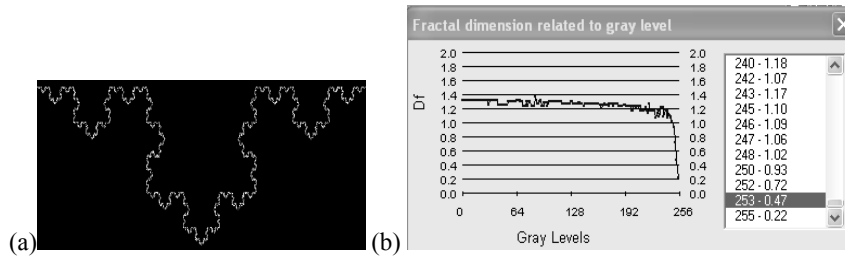 (a)
(b)
Fractal dimension related to gray level
Df
2.0
1.8
1.6
1.4
1.2
1.0
0.8
0.6
0.4
0.2
0.0
0
64
128
192
256
Gray Levels
2.0
1.8
1.6
1.4
1.2
1.0
0.8
0.6
0.4
0.2
0.0
240 - 1.18
242 - 1.07
243 - 1.17
245 - 1.10
246 - 1.09
247 - 1.06
248 - 1.02
250 - 0.93
252 - 0.72
253 - 0.47
255 - 0.22